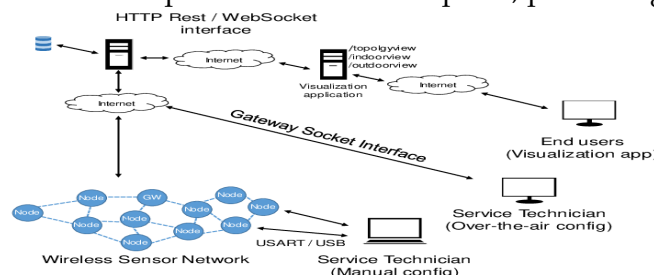 HTTP Rest / WebSocket
interface
Internet
/topolgyview
/indoorview
/outdoorview
Visualization
application
Internet
Internet
Gateway Socket Interface
End users
(Visualization app)
Service Technician
(Over-the-air config)
Node
Node
GW
Node
Node
Node
Node
Node
Node
Node
USART / USB
Wireless Sensor Network
Service Technician
(Manual config)